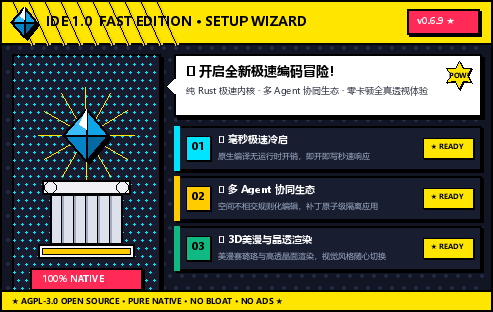 IDE 1.0 FAST EDITION • SETUP WIZARD
v0.6.9 ★
开启全新极速编码冒险！
纯 Rust 极速内核 · 多 Agent 协同生态 · 零卡顿全真透视体验
POW!
01
毫秒极速冷启
原生编译无运行时开销，即开即写秒速响应
★ READY
02
多 Agent 协同生态
空间不相交规则化编辑，补丁原子级隔离应用
★ READY
03
3D美漫与晶透渲染
美漫赛璐珞与高透晶面渲染，视觉风格随心切换
★ READY
100% NATIVE
★ AGPL-3.0 OPEN SOURCE • PURE NATIVE • NO BLOAT • NO ADS ★